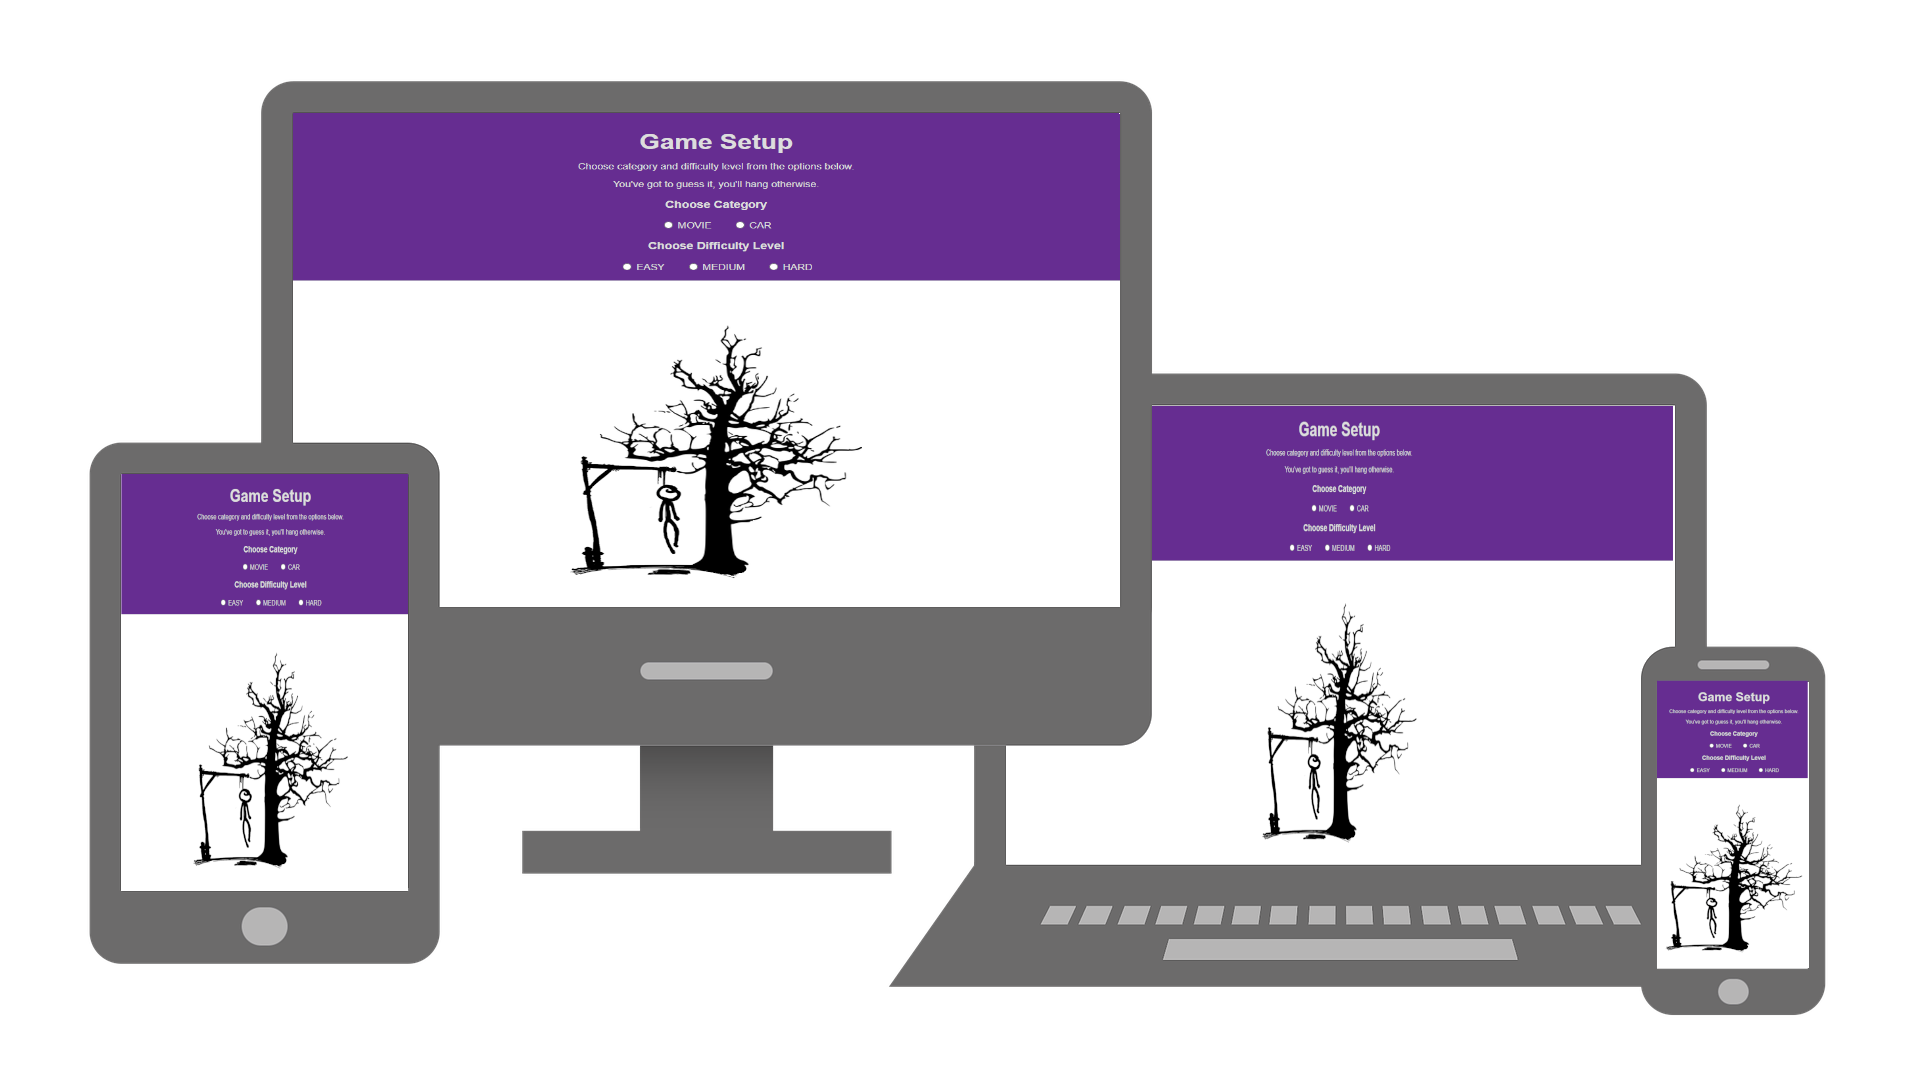 Game Setup
Choose category and difficulty level from the options below.
You've got to guess it, you'll hang otherwise.
Choose Category
MOVIE CAR
Choose Difficulty Level
EASY MEDIUM HARD
Game Setup
Choose category and difficulty level from the options below.
You've got to guess it, you'll hang otherwise.
Choose Category
MOVIE CAR
Choose Difficulty Level
EASY MEDIUM HARD
Game Setup
Choose category and difficulty level from the options below.
You've got to guess it, you'll hang otherwise.
Choose Category
MOVIE CAR
Choose Difficulty Level
EASY MEDIUM HARD
Game Setup
Choose category and difficulty level from the options below.
You've got to guess it, you'll hang otherwise.
Choose Category
MOVIE CAR
Choose Difficulty Level
EASY MEDIUM HARD